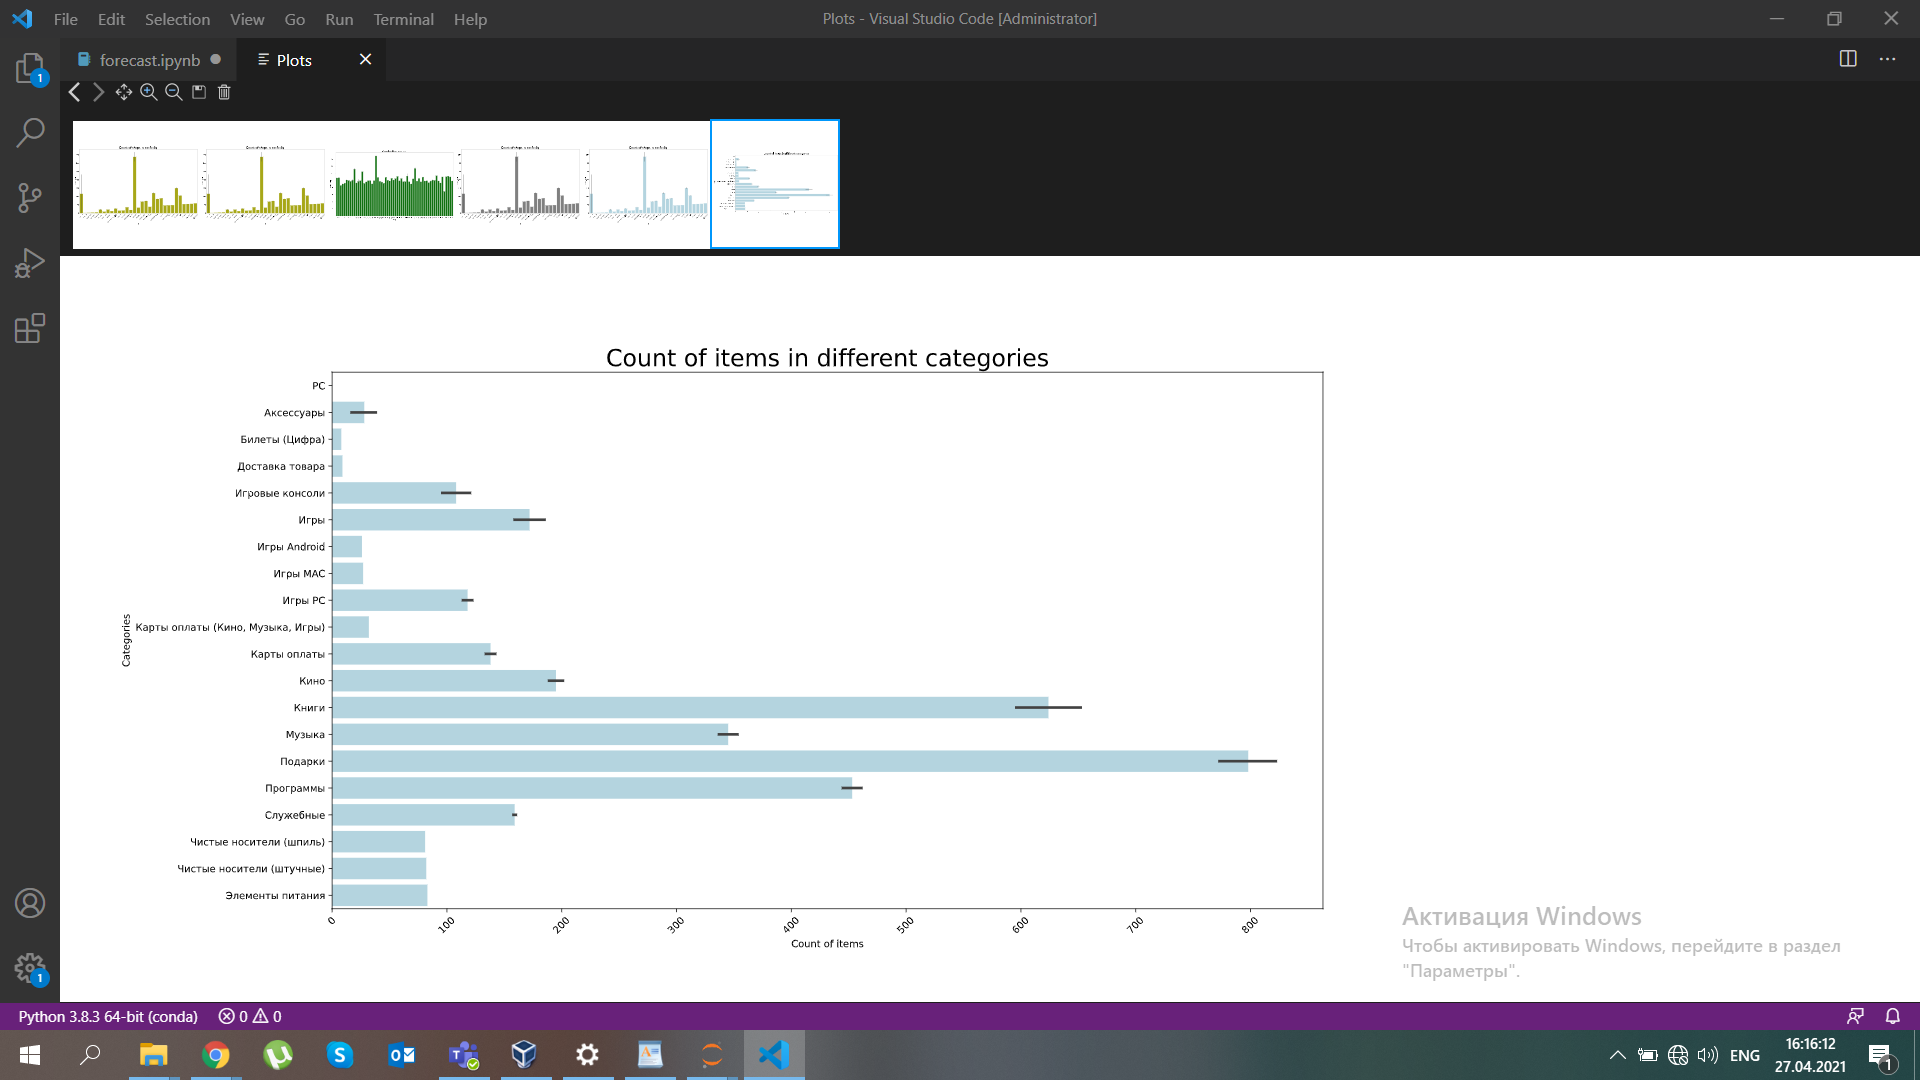 File Edit Selection View Go Run Terminal Help
Plots - Visual Studio Code [Administrator]
1
forecast.ipynb
Plots
Count of items in different categories
PC
Аксессуары
Билеты (Цифра)
Доставка товара
Игровые консоли
Игры
Игры Android
Игры MAC
Игры PC
Карты оплаты (Кино, Музыка, Игры)
Карты оплаты
Кино
Книги
Музыка
Подарки
Программы
Служебные
Чистые носители (шпиль)
Чистые носители (штучные)
Элементы питания
Categories
0 100 200 300 400 500 600 700 800
Count of items
Активация Windows
Чтобы активировать Windows, перейдите в раздел
"Параметры".
1
Python 3.8.3 64-bit (conda) 0 0
ENG
16:16:12
27.04.2021
1